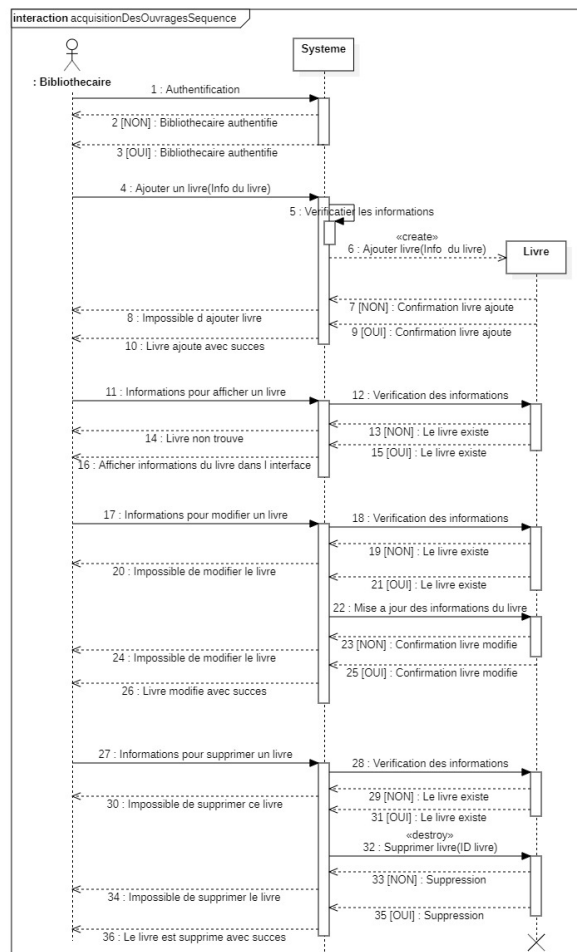 interaction acquisitionDesOuvragesSequence
Systeme
: Bibliothecaire
1 : Authentification
2 [NON] : Bibliothecaire authentifie
3 [OUI] : Bibliothecaire authentifie
4 : Ajouter un livre(Info du livre)
5 : Verificatier les informations
«create»
6 : Ajouter livre(Info du livre)
Livre
7 [NON] : Confirmation livre ajoute
8 : Impossible d ajouter livre
9 [OUI] : Confirmation livre ajoute
10 : Livre ajoute avec succes
11 : Informations pour afficher un livre
12 : Verification des informations
13 [NON] : Le livre existe
14 : Livre non trouve
15 [OUI] : Le livre existe
16 : Afficher informations du livre dans l interface
17 : Informations pour modifier un livre
18 : Verification des informations
19 [NON] : Le livre existe
20 : Impossible de modifier le livre
21 [OUI] : Le livre existe
22 : Mise a jour des informations du livre
23 [NON] : Confirmation livre modifie
24 : Impossible de modifier le livre
25 [OUI] : Confirmation livre modifie
26 : Livre modifie avec succes
27 : Informations pour supprimer un livre
28 : Verification des informations
29 [NON] : Le livre existe
30 : Impossible de supprimer ce livre
31 [OUI] : Le livre existe
«destroy»
32 : Supprimer livre(ID livre)
33 [NON] : Suppression
34 : Impossible de supprimer le livre
35 [OUI] : Suppression
36 : Le livre est supprime avec succes